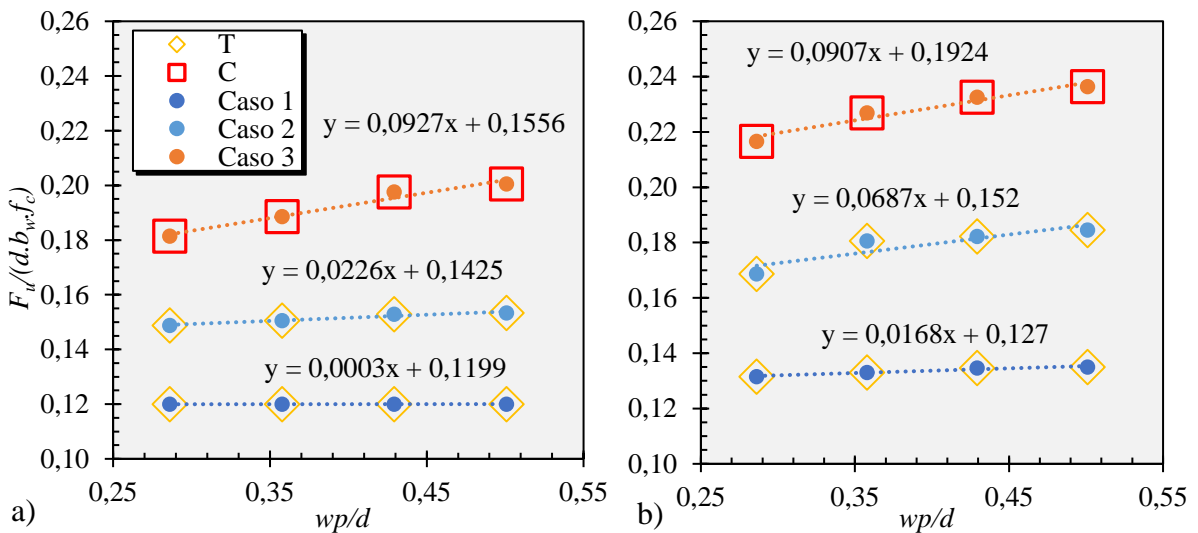 0,26
0,24
0,22
0,20
0,18
0,16
0,14
0,12
0,10
F_u/(d.b_w.f_c)
T
C
Caso 1
Caso 2
Caso 3
y = 0,0927x + 0,1556
y = 0,0226x + 0,1425
y = 0,0003x + 0,1199
0,25 0,35 0,45 0,55
wp/d
a)
0,26
0,24
0,22
0,20
0,18
0,16
0,14
0,12
0,10
y = 0,0907x + 0,1924
y = 0,0687x + 0,152
y = 0,0168x + 0,127
0,25 0,35 0,45 0,55
wp/d
b)